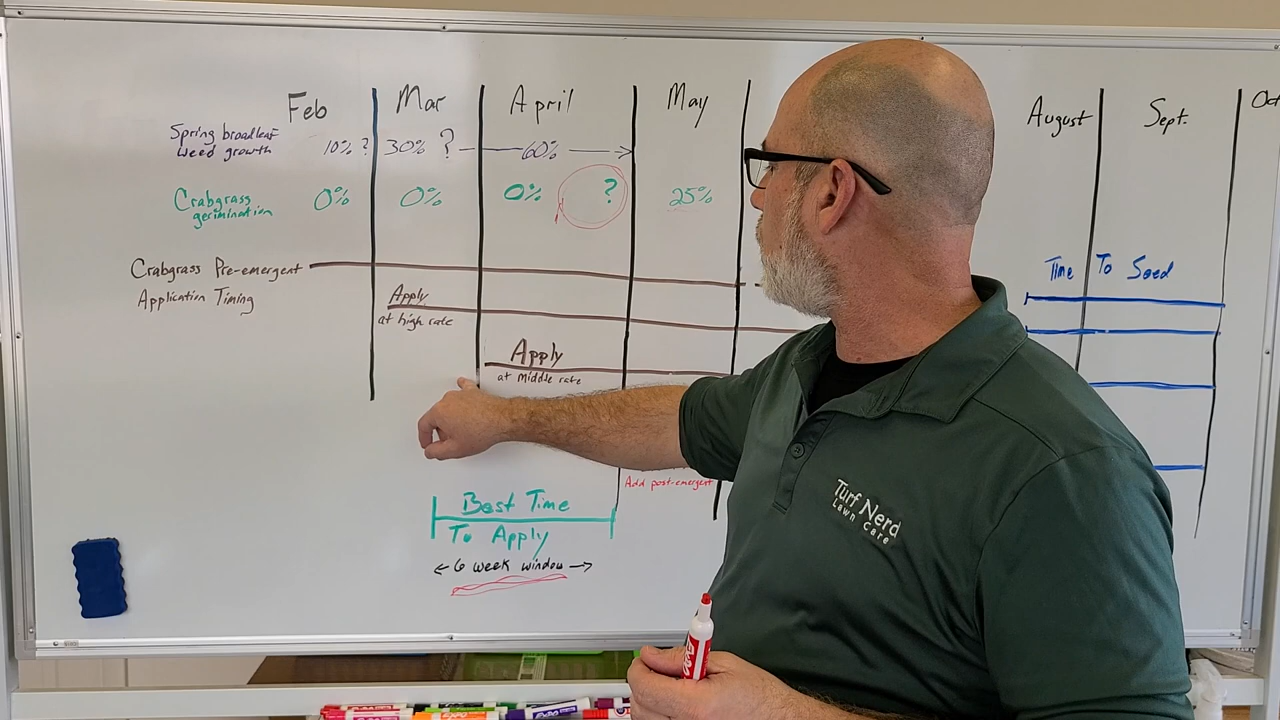 Feb Mar April May August Sept. Oct
Spring broadleaf
weed growth 10% ? 30% ? 60%
Crabgrass
germination 0% 0% 0% ? 25%
Crabgrass Pre-emergent
Application Timing
Time To Seed
Apply
at high rate
Apply
at middle rate
Add post-emergent
Best Time
To Apply
6 week window
Turf Nerd
Lawn Care
EXPO